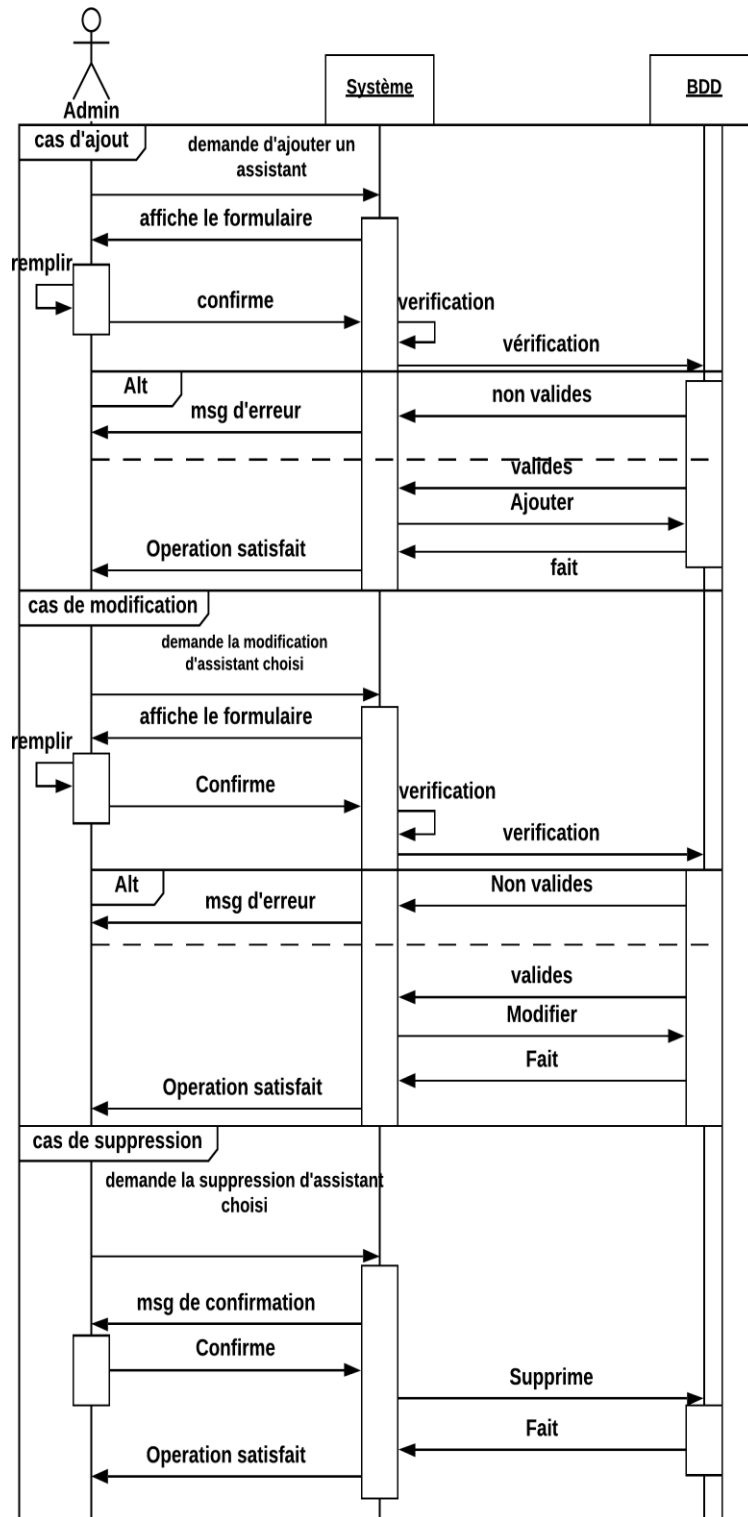 Admin
Système
BDD
cas d'ajout
demande d'ajouter un
assistant
affiche le formulaire
remplir
confirme
verification
vérification
Alt
non valides
msg d'erreur
valides
Ajouter
Operation satisfait
fait
cas de modification
demande la modification
d'assistant choisi
affiche le formulaire
remplir
Confirme
verification
verification
Alt
Non valides
msg d'erreur
valides
Modifier
Fait
Operation satisfait
cas de suppression
demande la suppression d'assistant
choisi
msg de confirmation
Confirme
Supprime
Fait
Operation satisfait